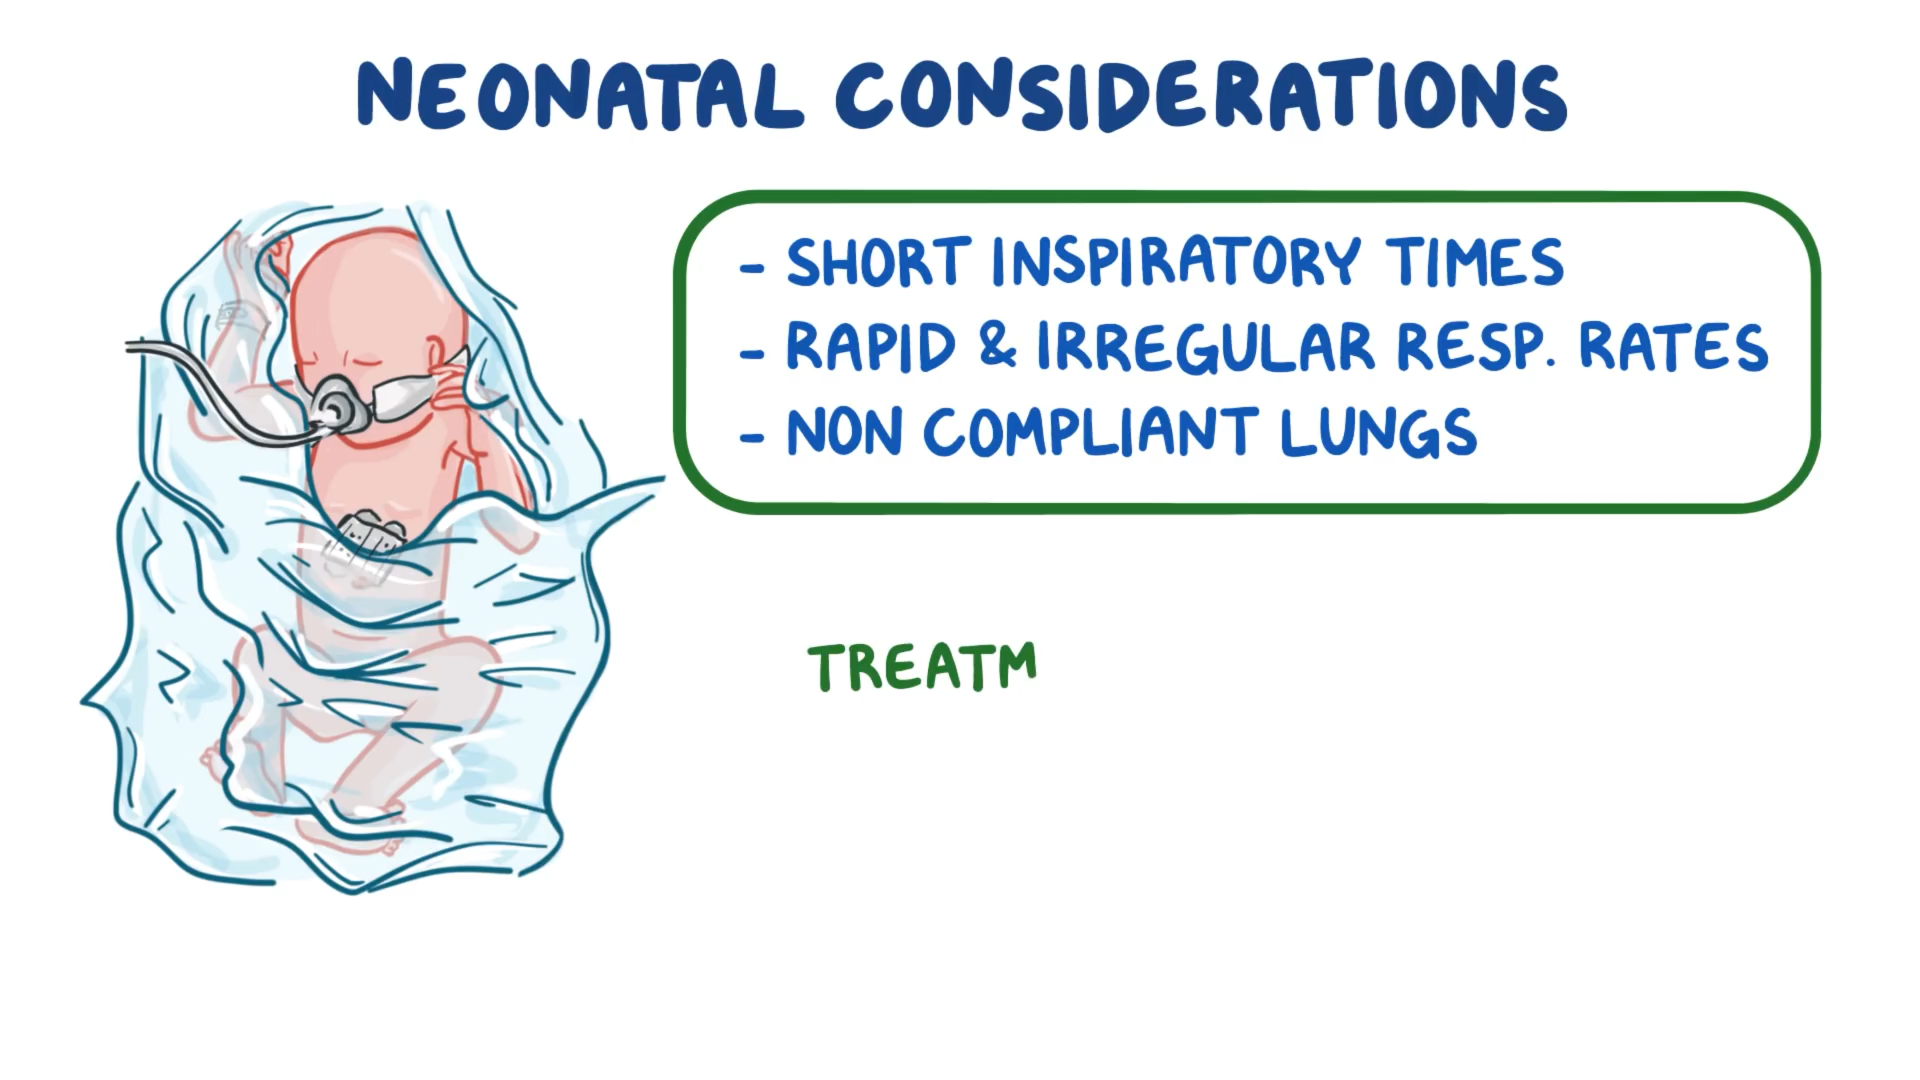 NEONATAL CONSIDERATIONS
- SHORT INSPIRATORY TIMES
- RAPID & IRREGULAR RESP. RATES
- NON COMPLIANT LUNGS
TREATM